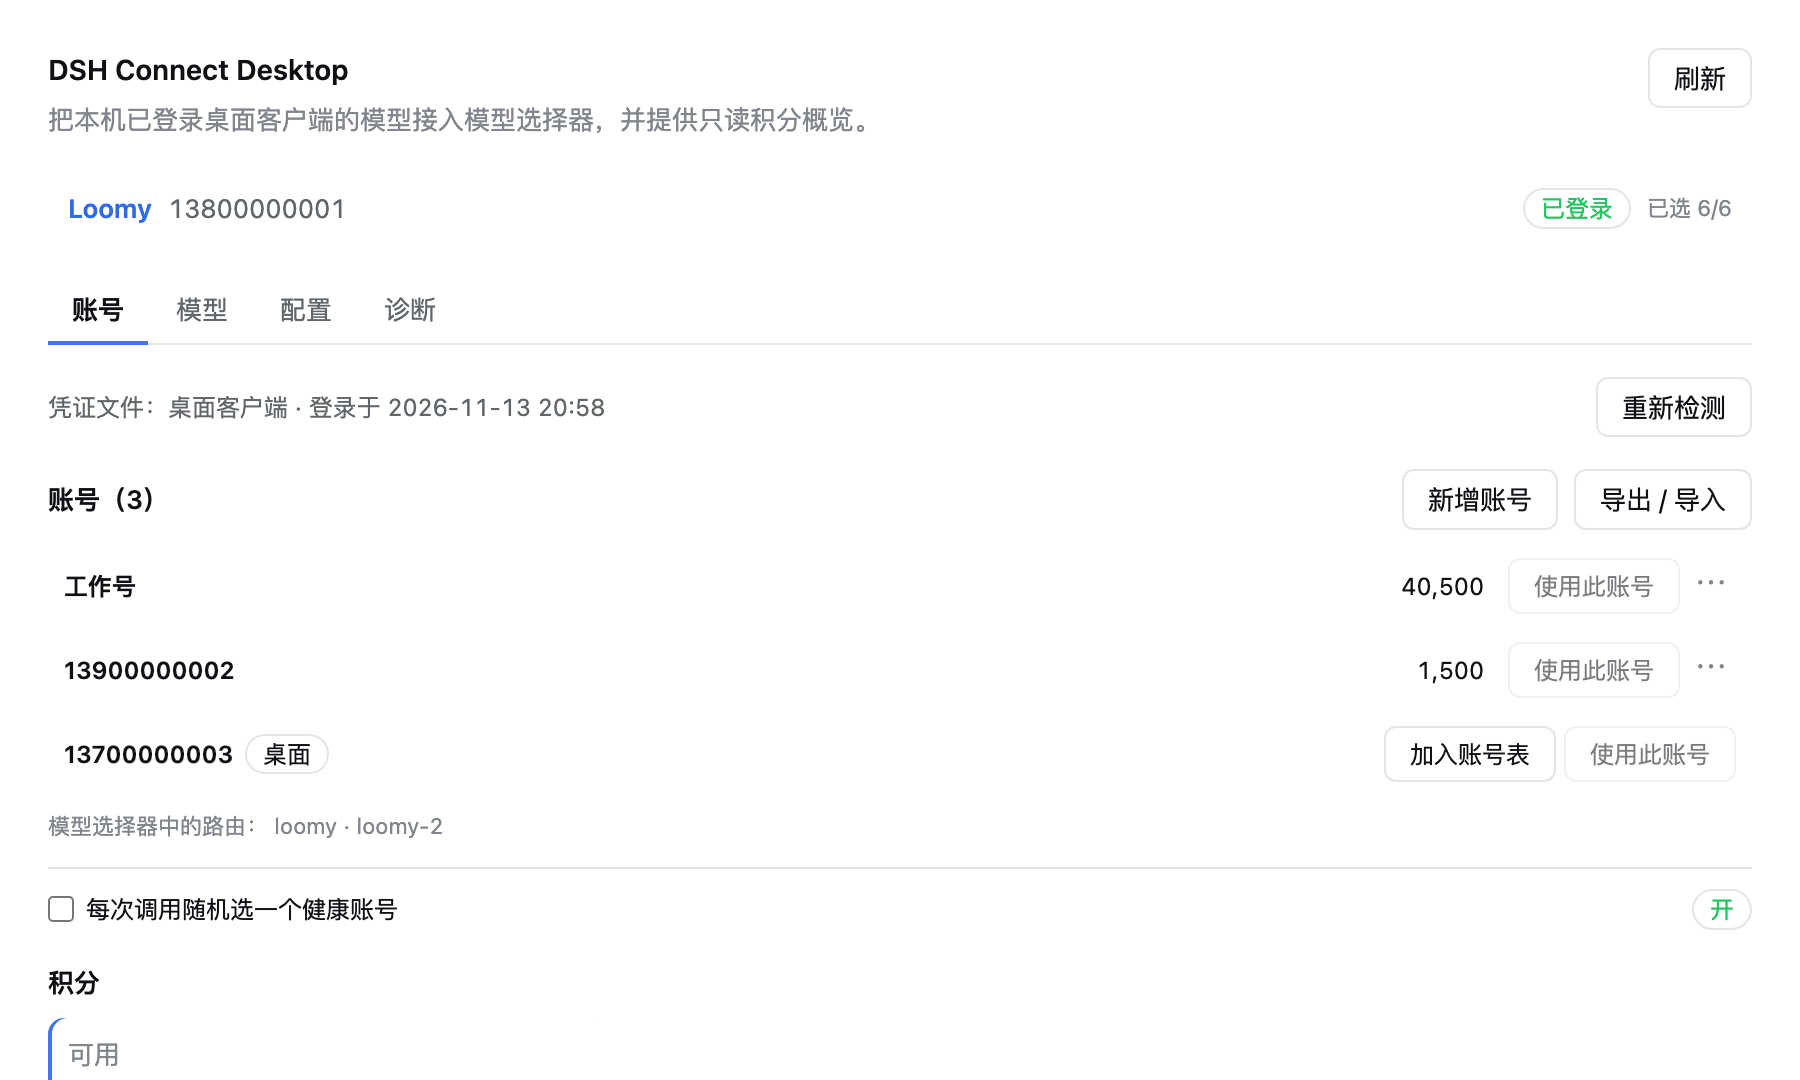 DSH Connect Desktop
刷新
把本机已登录桌面客户端的模型接入模型选择器，并提供只读积分概览。
Loomy 13800000001 已登录 已选 6/6
账号 模型 配置 诊断
凭证文件：桌面客户端 · 登录于 2026-11-13 20:58 重新检测
账号（3） 新增账号 导出 / 导入
工作号 40,500 使用此账号 ···
13900000002 1,500 使用此账号 ···
13700000003 桌面 加入账号表 使用此账号
模型选择器中的路由： loomy · loomy-2
每次调用随机选一个健康账号 开
积分
可用